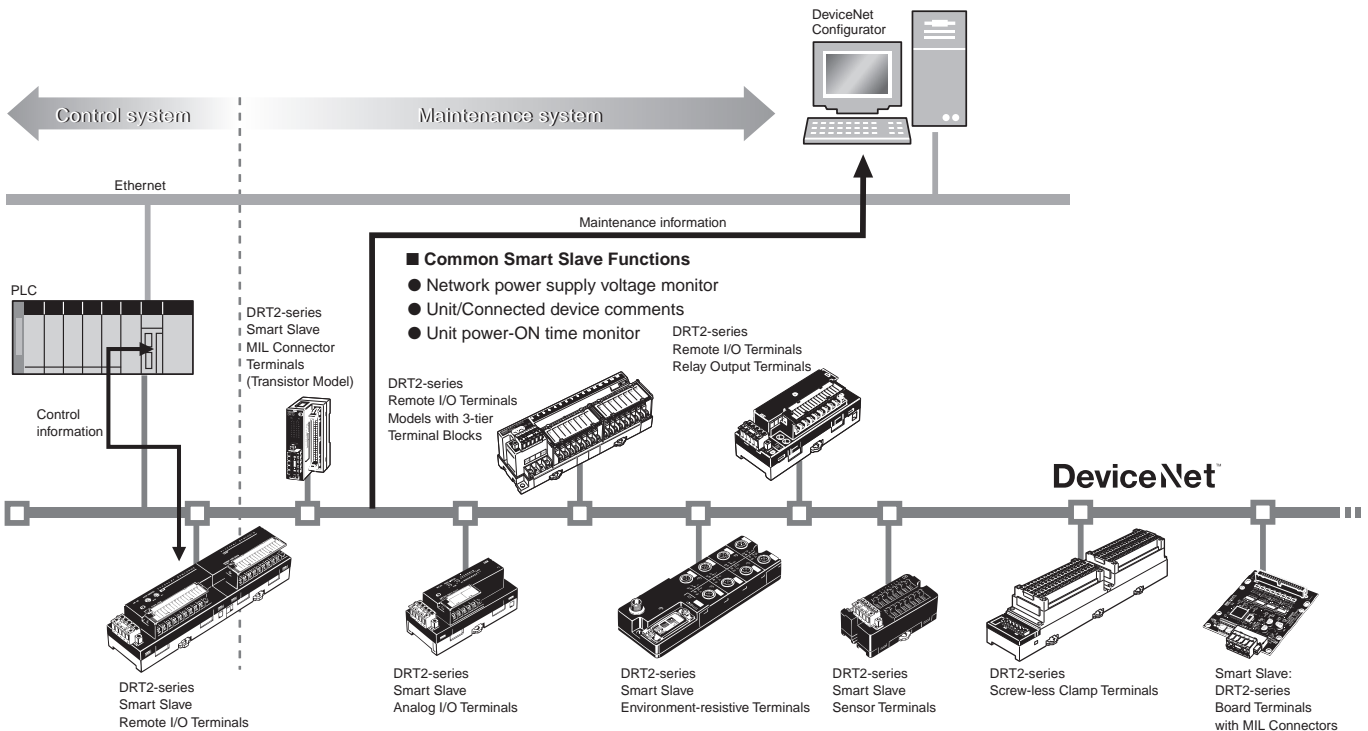 DeviceNet
Configurator
Control system
Maintenance system
Ethernet
Maintenance information
■ Common Smart Slave Functions
● Network power supply voltage monitor
● Unit/Connected device comments
● Unit power-ON time monitor
PLC
DRT2-series
Smart Slave
MIL Connector
Terminals
(Transistor Model)
DRT2-series
Remote I/O Terminals
Models with 3-tier
Terminal Blocks
DRT2-series
Remote I/O Terminals
Relay Output Terminals
Control
information
DeviceNet™
DRT2-series
Smart Slave
Remote I/O Terminals
DRT2-series
Smart Slave
Analog I/O Terminals
DRT2-series
Smart Slave
Environment-resistive Terminals
DRT2-series
Smart Slave
Sensor Terminals
DRT2-series
Screw-less Clamp Terminals
Smart Slave:
DRT2-series
Board Terminals
with MIL Connectors